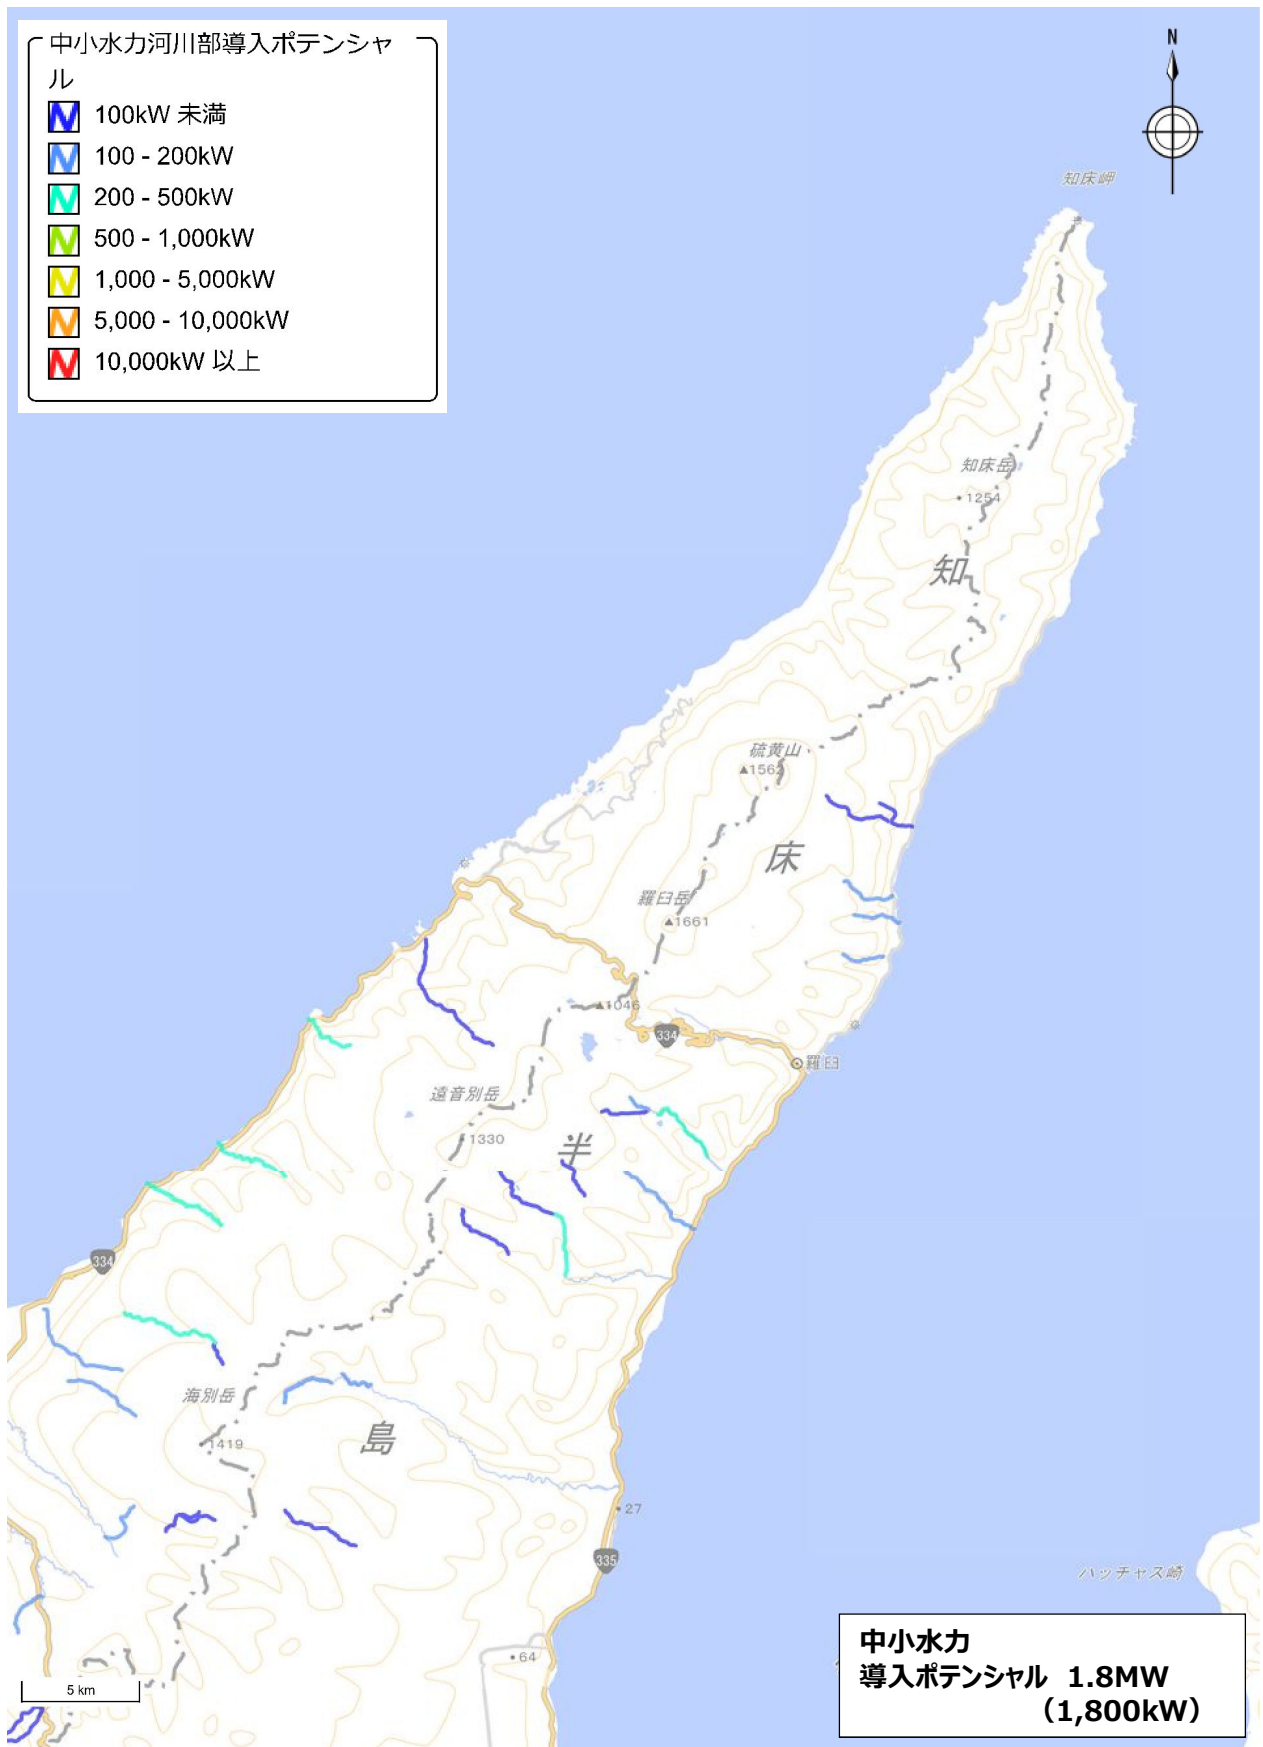 中小水力河川部導入ポテンシャ
ル
100kW 未満
100 - 200kW
200 - 500kW
500 - 1,000kW
1,000 - 5,000kW
5,000 - 10,000kW
10,000kW 以上
N
知床岬
知床岳
1254
知
硫黄山
1562
床
羅臼岳
1661
1046
334
羅臼
遠音別岳
1330
半
334
海別岳
1419
島
27
335
ハッチャス崎
64
5 km
中小水力
導入ポテンシャル 1.8MW
(1,800kW)